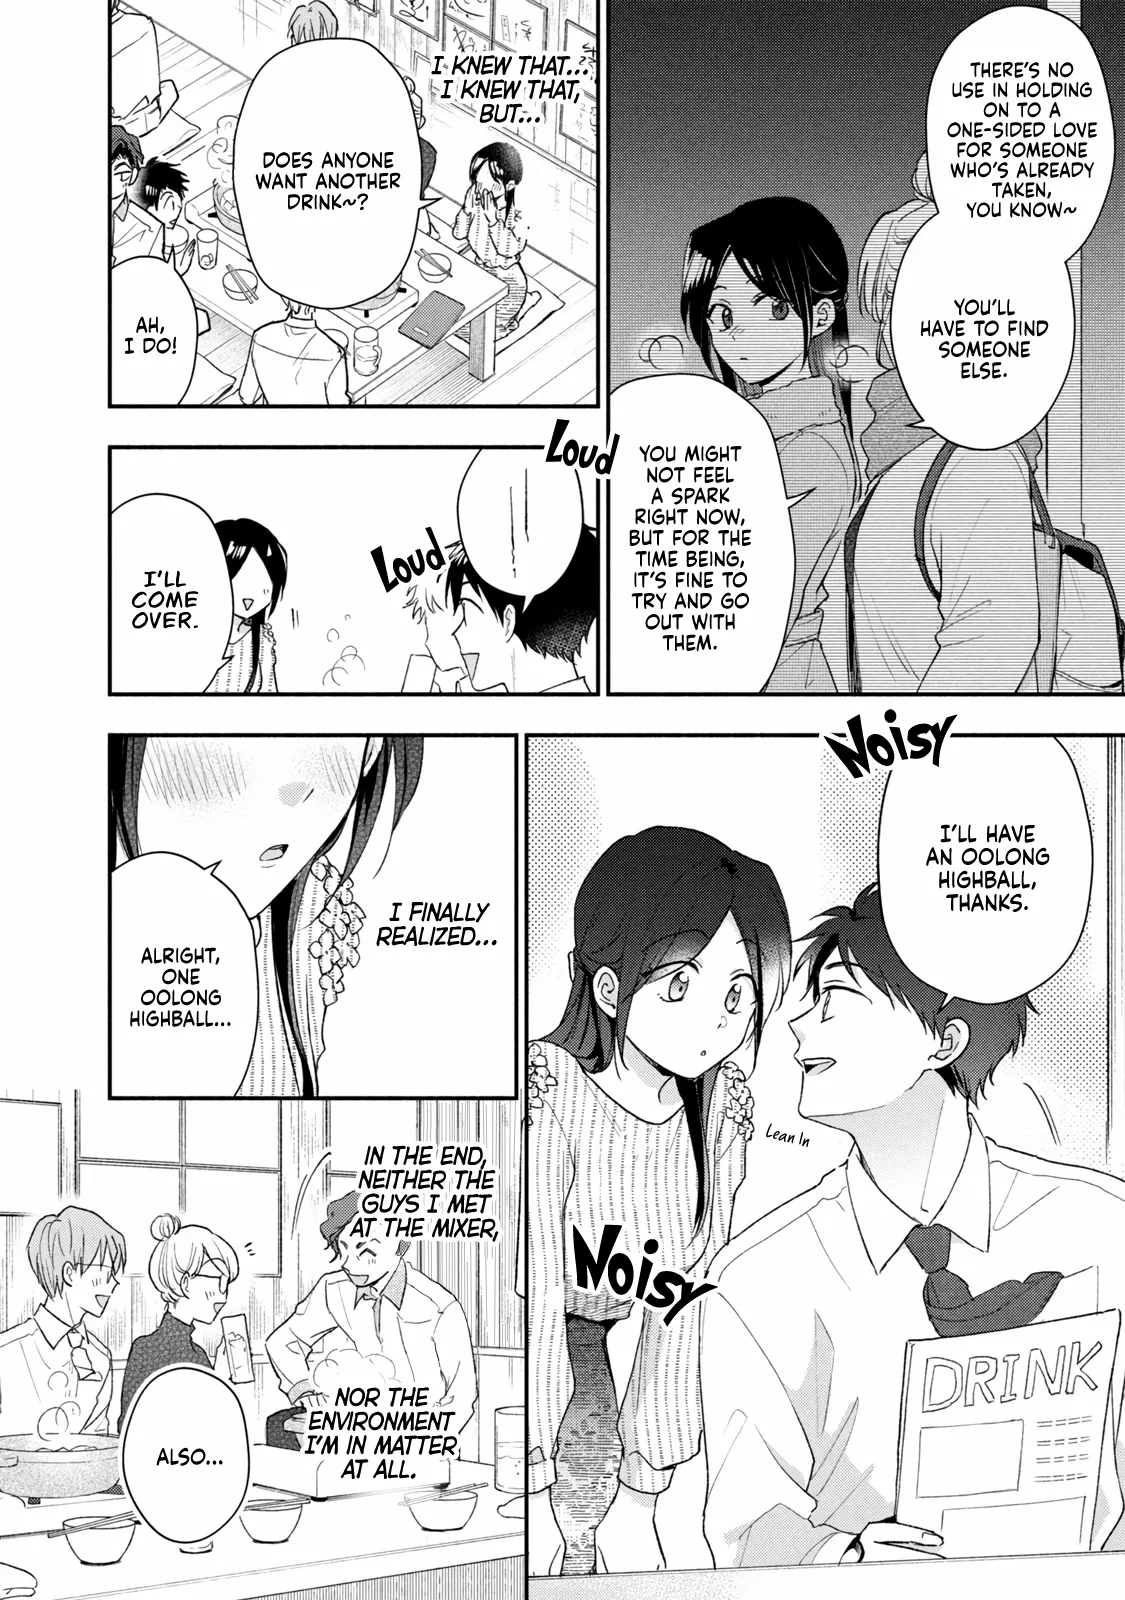 THERE'S NO
USE IN HOLDING
ON TO A
ONE-SIDED LOVE
FOR SOMEONE
WHO'S ALREADY
TAKEN,
YOU KNOW~
YOU'LL
HAVE TO FIND
SOMEONE
ELSE.
YOU MIGHT
NOT FEEL
A SPARK
RIGHT NOW,
BUT FOR THE
TIME BEING,
IT'S FINE TO
TRY AND GO
OUT WITH
THEM.
I KNEW THAT...
I KNEW THAT,
BUT...
DOES ANYONE
WANT ANOTHER
DRINK~?
AH,
I DO!
LOUD
LOUD
I'LL
COME
OVER.
NOISY
I'LL HAVE
AN OOLONG
HIGHBALL,
THANKS.
Lean In
NOISY
DRINK
I FINALLY
REALIZED...
ALRIGHT,
ONE
OOLONG
HIGHBALL...
IN THE END,
NEITHER THE
GUYS I MET
AT THE MIXER,
NOR THE
ENVIRONMENT
I'M IN MATTER
AT ALL.
ALSO...